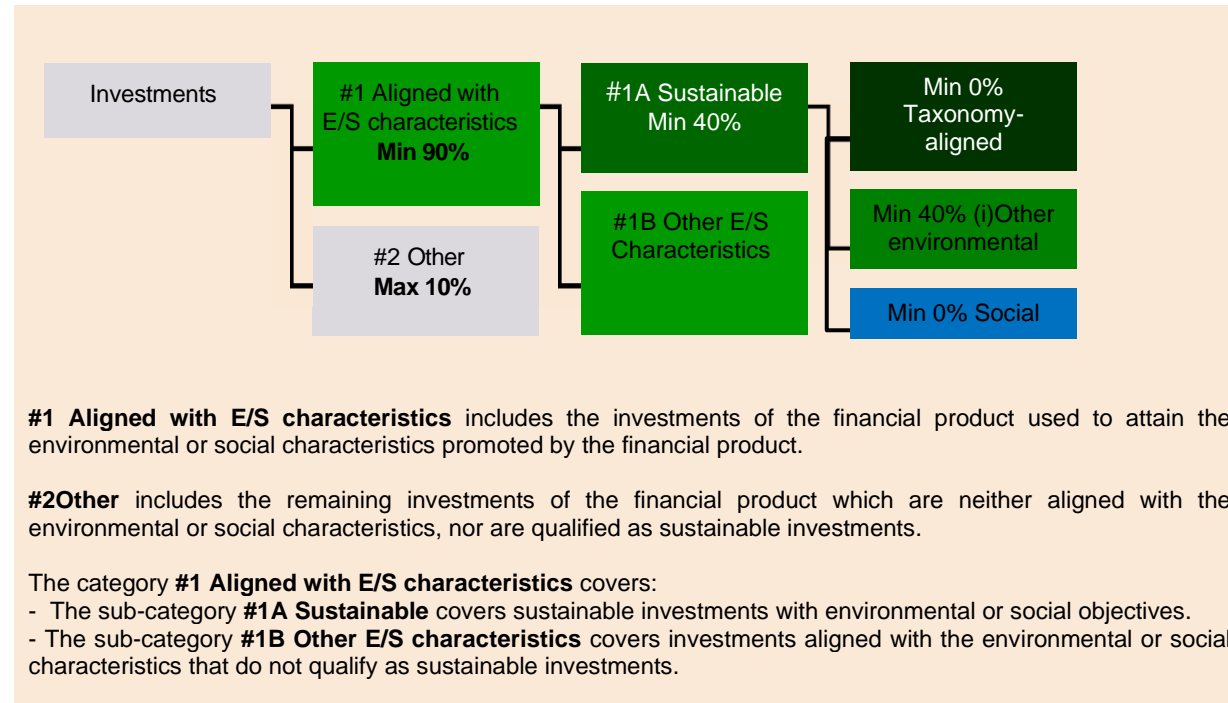 Investments
#1 Aligned with
E/S characteristics
Min 90%
#2 Other
Max 10%
#1A Sustainable
Min 40%
#1B Other E/S
Characteristics
Min 0%
Taxonomy-
aligned
Min 40% (i)Other
environmental
Min 0% Social
#1 Aligned with E/S characteristics includes the investments of the financial product used to attain the
environmental or social characteristics promoted by the financial product.
#2Other includes the remaining investments of the financial product which are neither aligned with the
environmental or social characteristics, nor are qualified as sustainable investments.
The category #1 Aligned with E/S characteristics covers:
- The sub-category #1A Sustainable covers sustainable investments with environmental or social objectives.
- The sub-category #1B Other E/S characteristics covers investments aligned with the environmental or social
characteristics that do not qualify as sustainable investments.